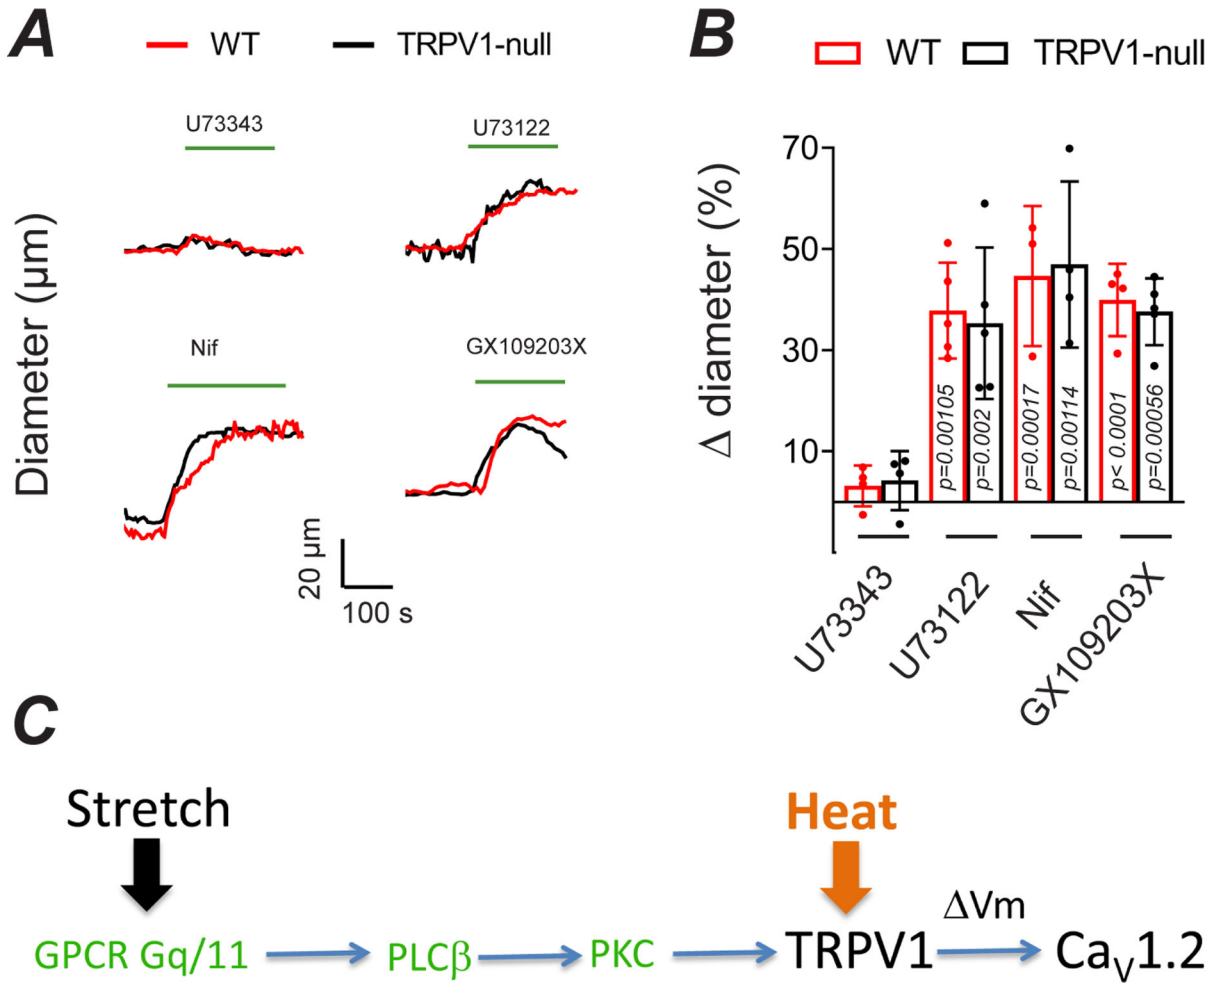 A
WT
TRPV1-null
U73343
U73122
Diameter (μm)
Nif
GX109203X
20 μm
100 s
B
WT
TRPV1-null
Δ diameter (%)
70
50
30
10
p=0.00105
p=0.002
p=0.00017
p=0.00114
p< 0.0001
p=0.00056
U73343
U73122
Nif
GX109203X
C
Stretch
Heat
ΔVm
GPCR Gq/11
PLCβ
PKC
TRPV1
CaV1.2